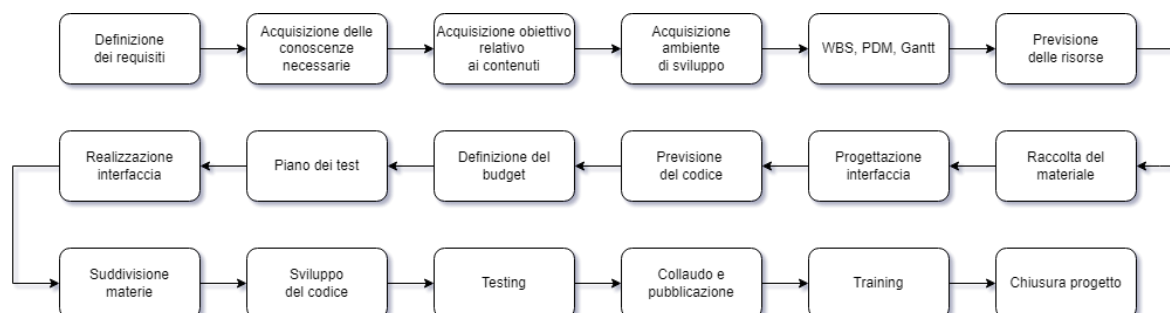 Definizione
dei requisiti
Acquisizione delle
conoscenze
necessarie
Acquisizione obiettivo
relativo
ai contenuti
Acquisizione
ambiente
di sviluppo
WBS, PDM, Gantt
Previsione
delle risorse
Realizzazione
interfaccia
Piano dei test
Definizione del
budget
Previsione
del codice
Progettazione
interfaccia
Raccolta del
materiale
Suddivisione
materie
Sviluppo
del codice
Testing
Collaudo e
pubblicazione
Training
Chiusura progetto